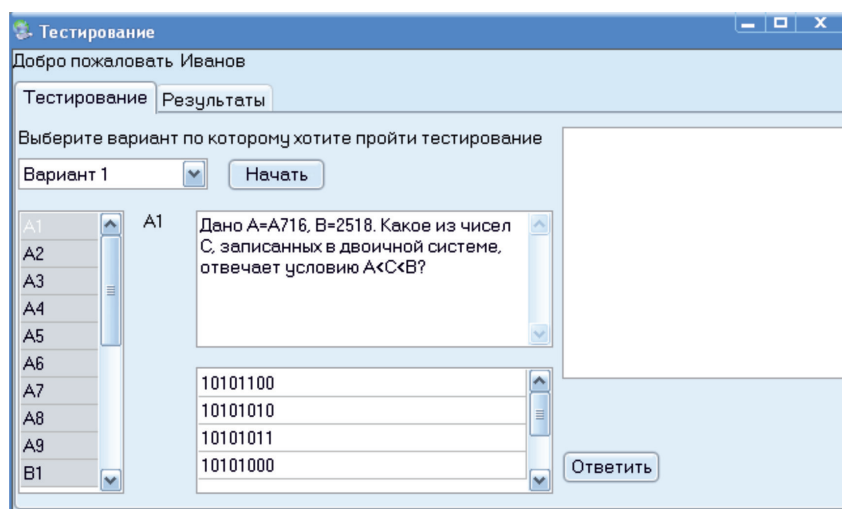 Тестирование
Добро пожаловать Иванов
Тестирование Результаты
Выберите вариант по которому хотите пройти тестирование
Вариант 1 Начать
A1
A2
A3
A4
A5
A6
A7
A8
A9
B1
A1
Дано A=A716, B=2518. Какое из чисел
C, записанных в двоичной системе,
отвечает условию A<C<B?
10101100
10101010
10101011
10101000
Ответить